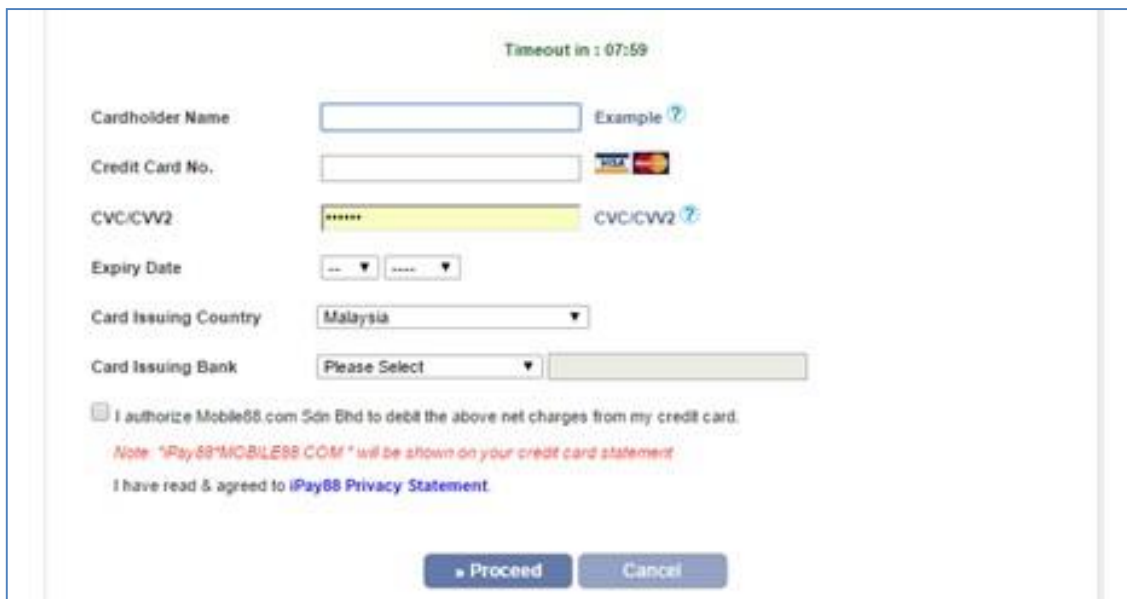 Timeout in : 07:59
Cardholder Name Example ?
Credit Card No. VISA
CVC/CVV2 •••••• CVC/CVV2 ?
Expiry Date -- ----
Card Issuing Country Malaysia
Card Issuing Bank Please Select
I authorize Mobile88.com Sdn Bhd to debit the above net charges from my credit card.
Note: "iPay88*MOBILE88.COM" will be shown on your credit card statement
I have read & agreed to iPay88 Privacy Statement.
» Proceed Cancel